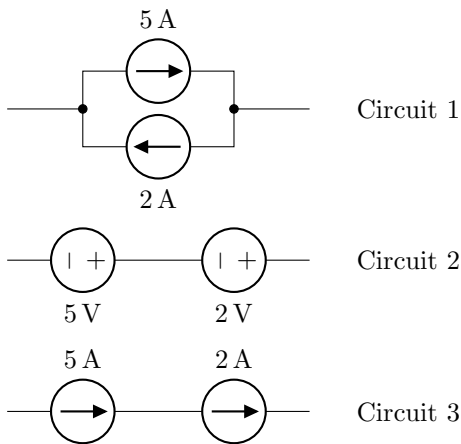 5 A
Circuit 1
2 A
− + − + Circuit 2
5 V 2 V
5 A 2 A
Circuit 3